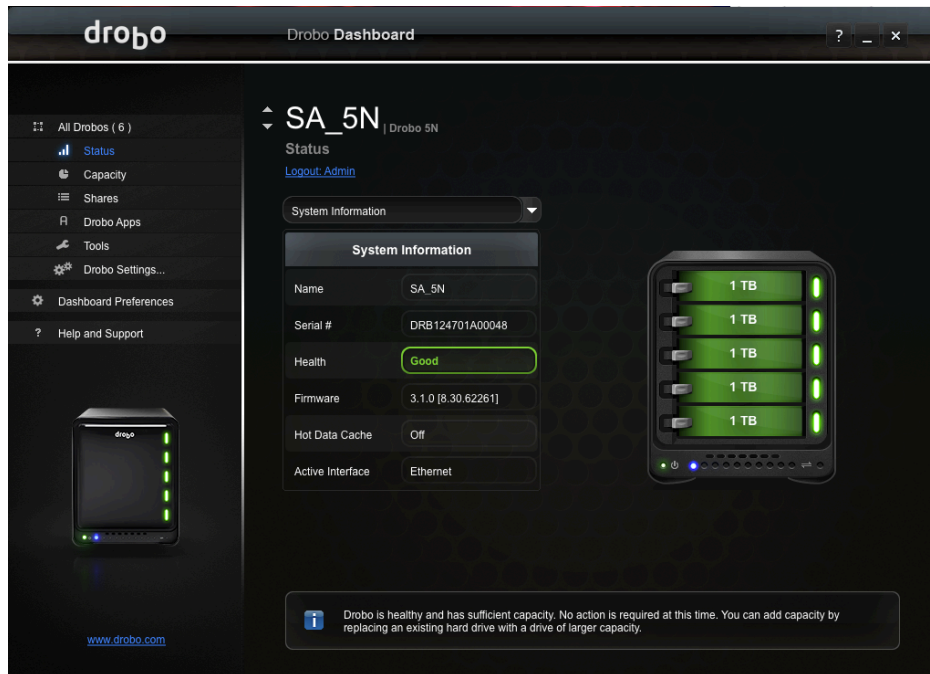 drobo
Drobo Dashboard
? _ ×
All Drobos ( 6 )
Status
Capacity
Shares
Drobo Apps
Tools
Drobo Settings...
Dashboard Preferences
? Help and Support
drobo
www.drobo.com
SA_5N | Drobo 5N
Status
Logout: Admin
System Information
System Information
Name SA_5N
Serial # DRB124701A00048
Health Good
Firmware 3.1.0 [8.30.62261]
Hot Data Cache Off
Active Interface Ethernet
1 TB
1 TB
1 TB
1 TB
1 TB
Drobo is healthy and has sufficient capacity. No action is required at this time. You can add capacity by
replacing an existing hard drive with a drive of larger capacity.